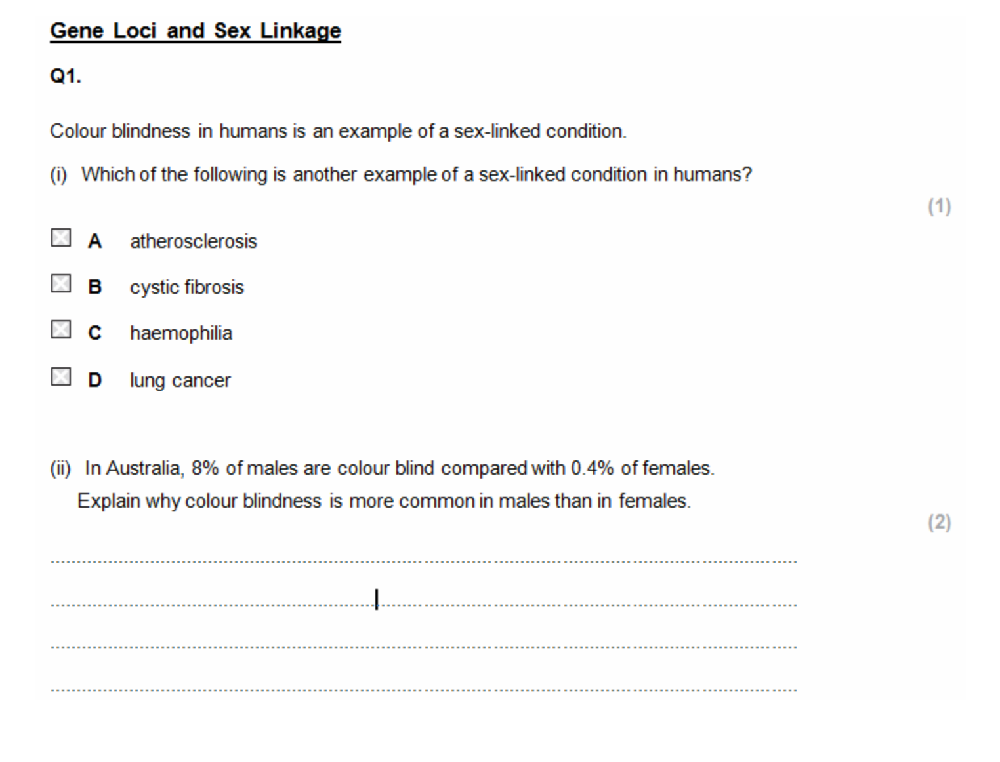 Gene Loci and Sex Linkage
Q1.
Colour blindness in humans is an example of a sex-linked condition.
(i) Which of the following is another example of a sex-linked condition in humans?
(1)
A atherosclerosis
B cystic fibrosis
C haemophilia
D lung cancer
(ii) In Australia, 8% of males are colour blind compared with 0.4% of females.
Explain why colour blindness is more common in males than in females.
(2)